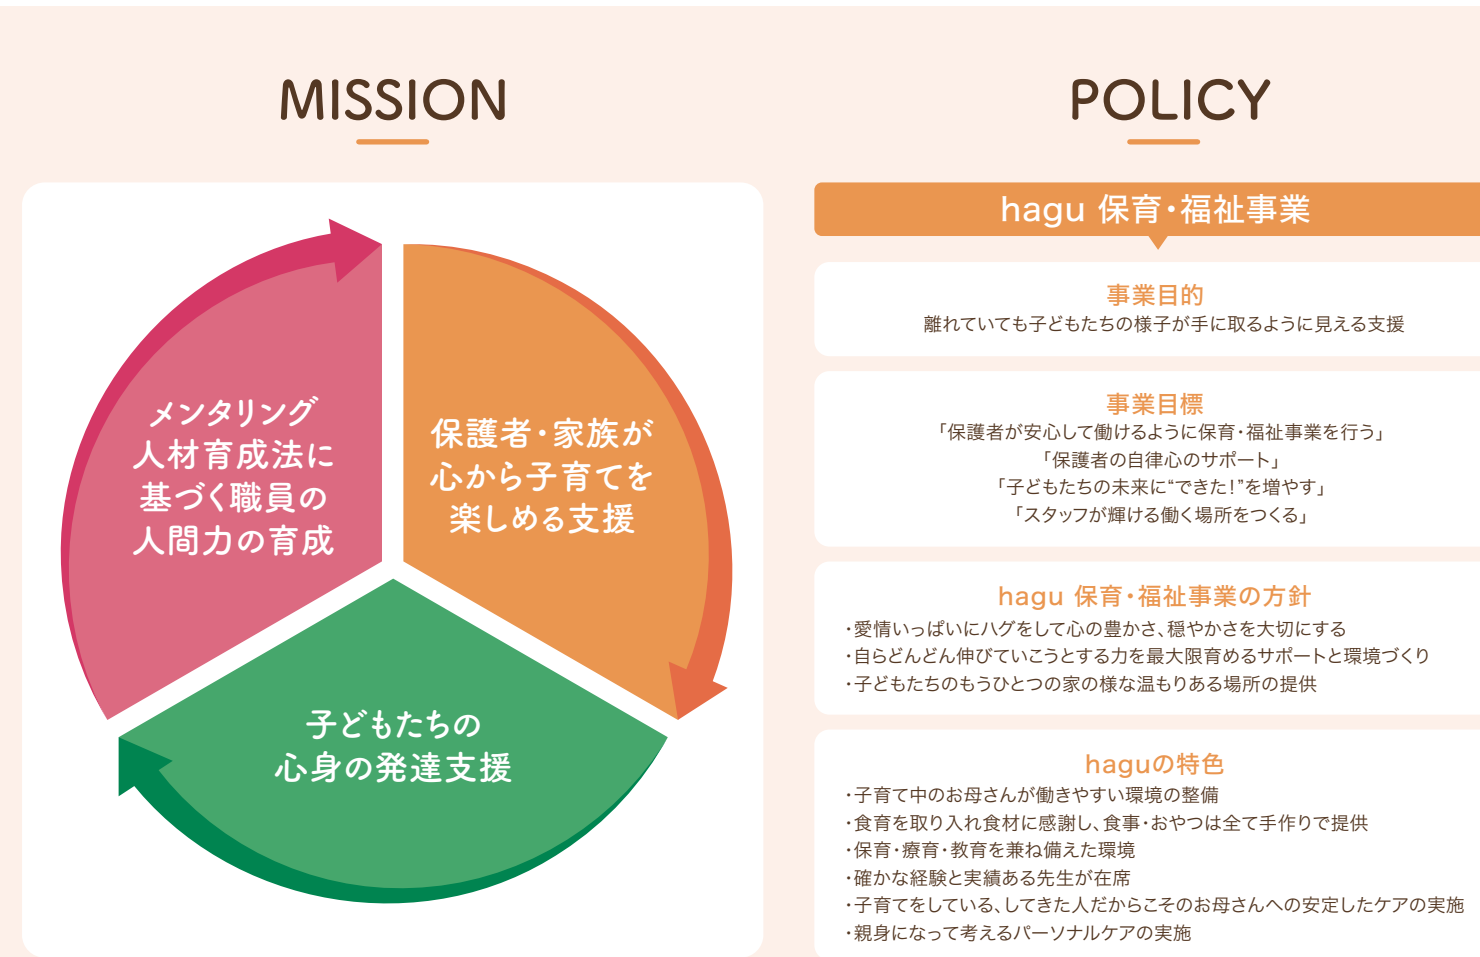 MISSION
メンタリング
人材育成法に
基づく職員の
人間力の育成
保護者・家族が
心から子育てを
楽しめる支援
子どもたちの
心身の発達支援
POLICY
hagu 保育・福祉事業
事業目的
離れていても子どもたちの様子が手に取るように見える支援
事業目標
「保護者が安心して働けるように保育・福祉事業を行う」
「保護者の自律心のサポート」
「子どもたちの未来に“できた！”を増やす」
「スタッフが輝ける働く場所をつくる」
hagu 保育・福祉事業の方針
・愛情いっぱいにハグをして心の豊かさ、穏やかさを大切にする
・自らどんどん伸びていこうとする力を最大限育めるサポートと環境づくり
・子どもたちのもうひとつの家の様な温もりある場所の提供
haguの特色
・子育て中のお母さんが働きやすい環境の整備
・食育を取り入れ食材に感謝し、食事・おやつは全て手作りで提供
・保育・療育・教育を兼ね備えた環境
・確かな経験と実績ある先生が在席
・子育てをしている、してきた人だからこそのお母さんへの安定したケアの実施
・親身になって考えるパーソナルケアの実施